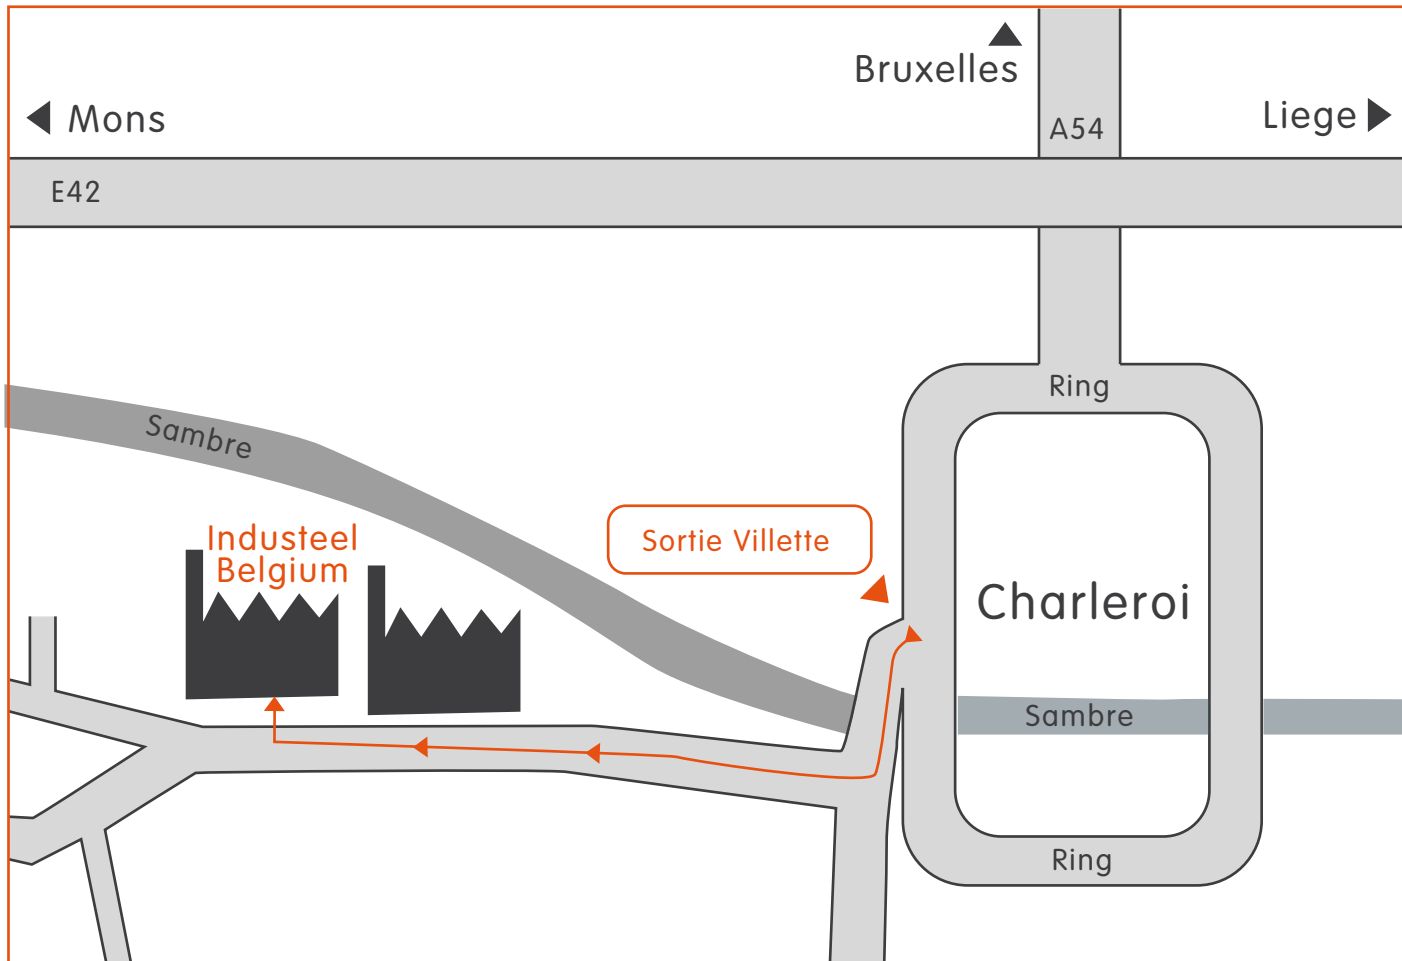 Bruxelles
Mons
A54
Liege
E42
Ring
Sambre
Industeel
Belgium
Sortie Villette
Charleroi
Sambre
Ring